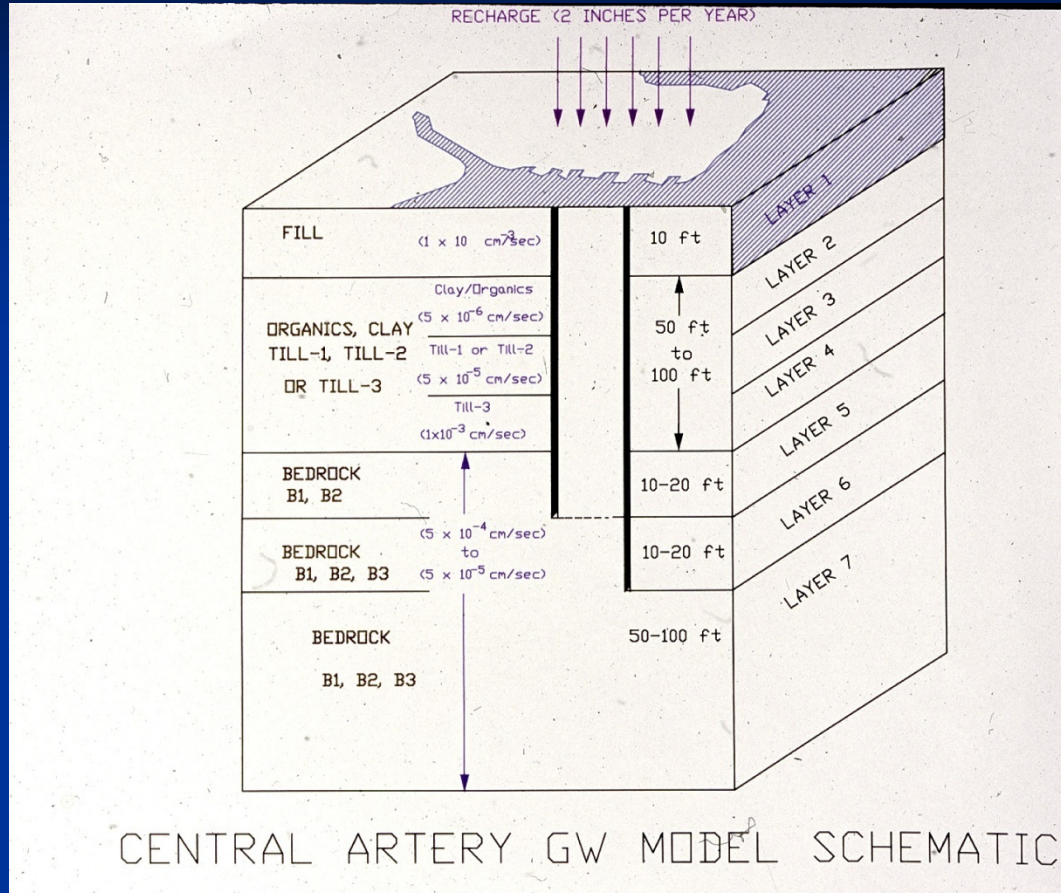 RECHARGE (2 INCHES PER YEAR)
FILL
(1 x 10⁻³ cm/sec)
10 ft
LAYER 1
Clay/Organics
(5 x 10⁻⁶ cm/sec)
ORGANICS, CLAY
TILL-1, TILL-2
OR TILL-3
Till-1 or Till-2
(5 x 10⁻⁵ cm/sec)
Till-3
(1x10⁻³ cm/sec)
50 ft
to
100 ft
LAYER 2
LAYER 3
LAYER 4
BEDROCK
B1, B2
10-20 ft
LAYER 5
BEDROCK
B1, B2, B3
(5 x 10⁻⁴ cm/sec)
to
(5 x 10⁻⁵ cm/sec)
10-20 ft
LAYER 6
BEDROCK
B1, B2, B3
50-100 ft
LAYER 7
CENTRAL ARTERY GW MODEL SCHEMATIC